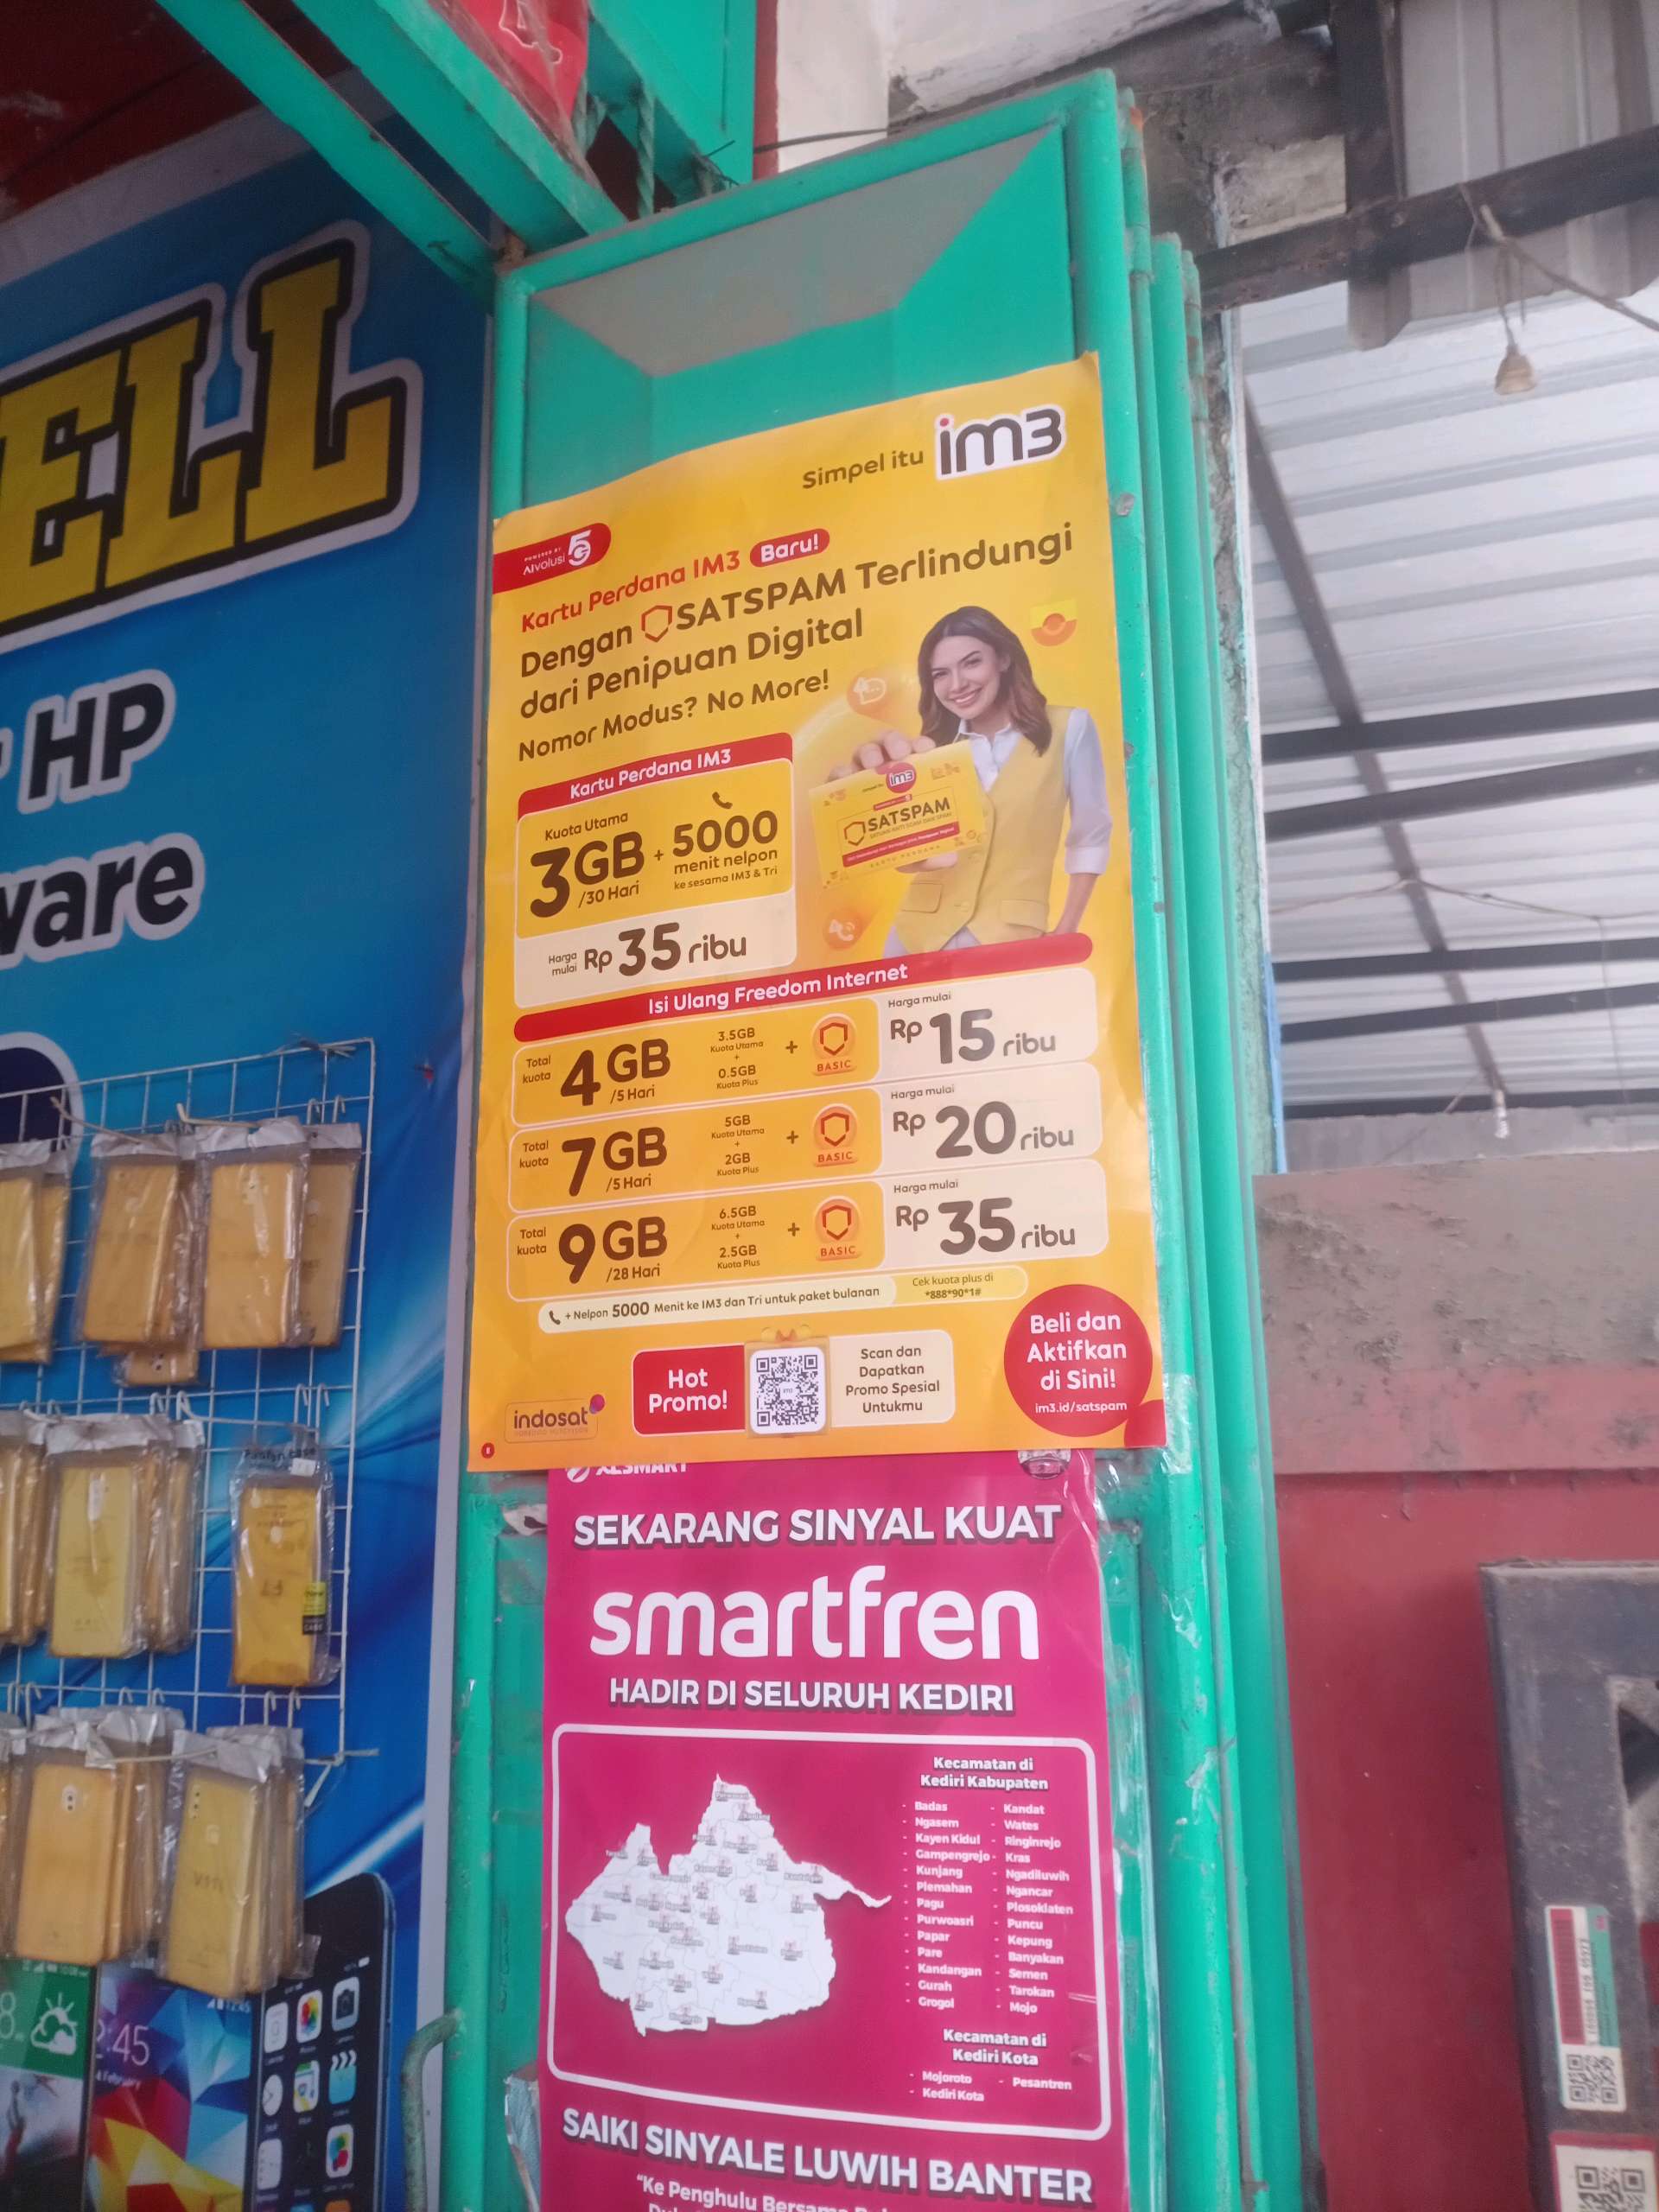 ELL
HP
ware
Simpel itu im3
POWERED BY
AIvolusi 5G
Kartu Perdana IM3 Baru!
Dengan SATSPAM Terlindungi
dari Penipuan Digital
Nomor Modus? No More!
Kartu Perdana IM3
Kuota Utama
3GB + 5000
/30 Hari
menit nelpon
ke sesama IM3 & Tri
Harga mulai Rp 35 ribu
simpel itu im3
SATSPAM
KARTU PERDANA
Isi Ulang Freedom Internet
Total kuota 4GB /5 Hari
3.5GB
Kuota Utama
+
0.5GB
Kuota Plus
+ BASIC
Harga mulai
Rp 15 ribu
Total kuota 7GB /5 Hari
5GB
Kuota Utama
+
2GB
Kuota Plus
+ BASIC
Harga mulai
Rp 20 ribu
Total kuota 9GB /28 Hari
6.5GB
Kuota Utama
+
2.5GB
Kuota Plus
+ BASIC
Harga mulai
Rp 35 ribu
+ Nelpon 5000 Menit ke IM3 dan Tri untuk paket bulanan
Cek kuota plus di
*888*90*1#
Hot
Promo!
Scan dan
Dapatkan
Promo Spesial
Untukmu
Beli dan
Aktifkan
di Sini!
im3.id/satspam
indosat
XLSMART
SEKARANG SINYAL KUAT
smartfren
HADIR DI SELURUH KEDIRI
Kecamatan di
Kediri Kabupaten
- Badas
- Ngasem
- Kayen Kidul
- Gampengrejo
- Kunjang
- Plemahan
- Pagu
- Purwoasri
- Papar
- Pare
- Kandangan
- Gurah
- Grogol
- Kandat
- Wates
- Ringinrejo
- Kras
- Ngadiluwih
- Ngancar
- Plosoklaten
- Puncu
- Kepung
- Banyakan
- Semen
- Tarokan
- Mojo
Kecamatan di
Kediri Kota
- Mojoroto
- Kediri Kota
- Pesantren
SAIKI SINYALE LUWIH BANTER
"Ke Penghulu Bersama